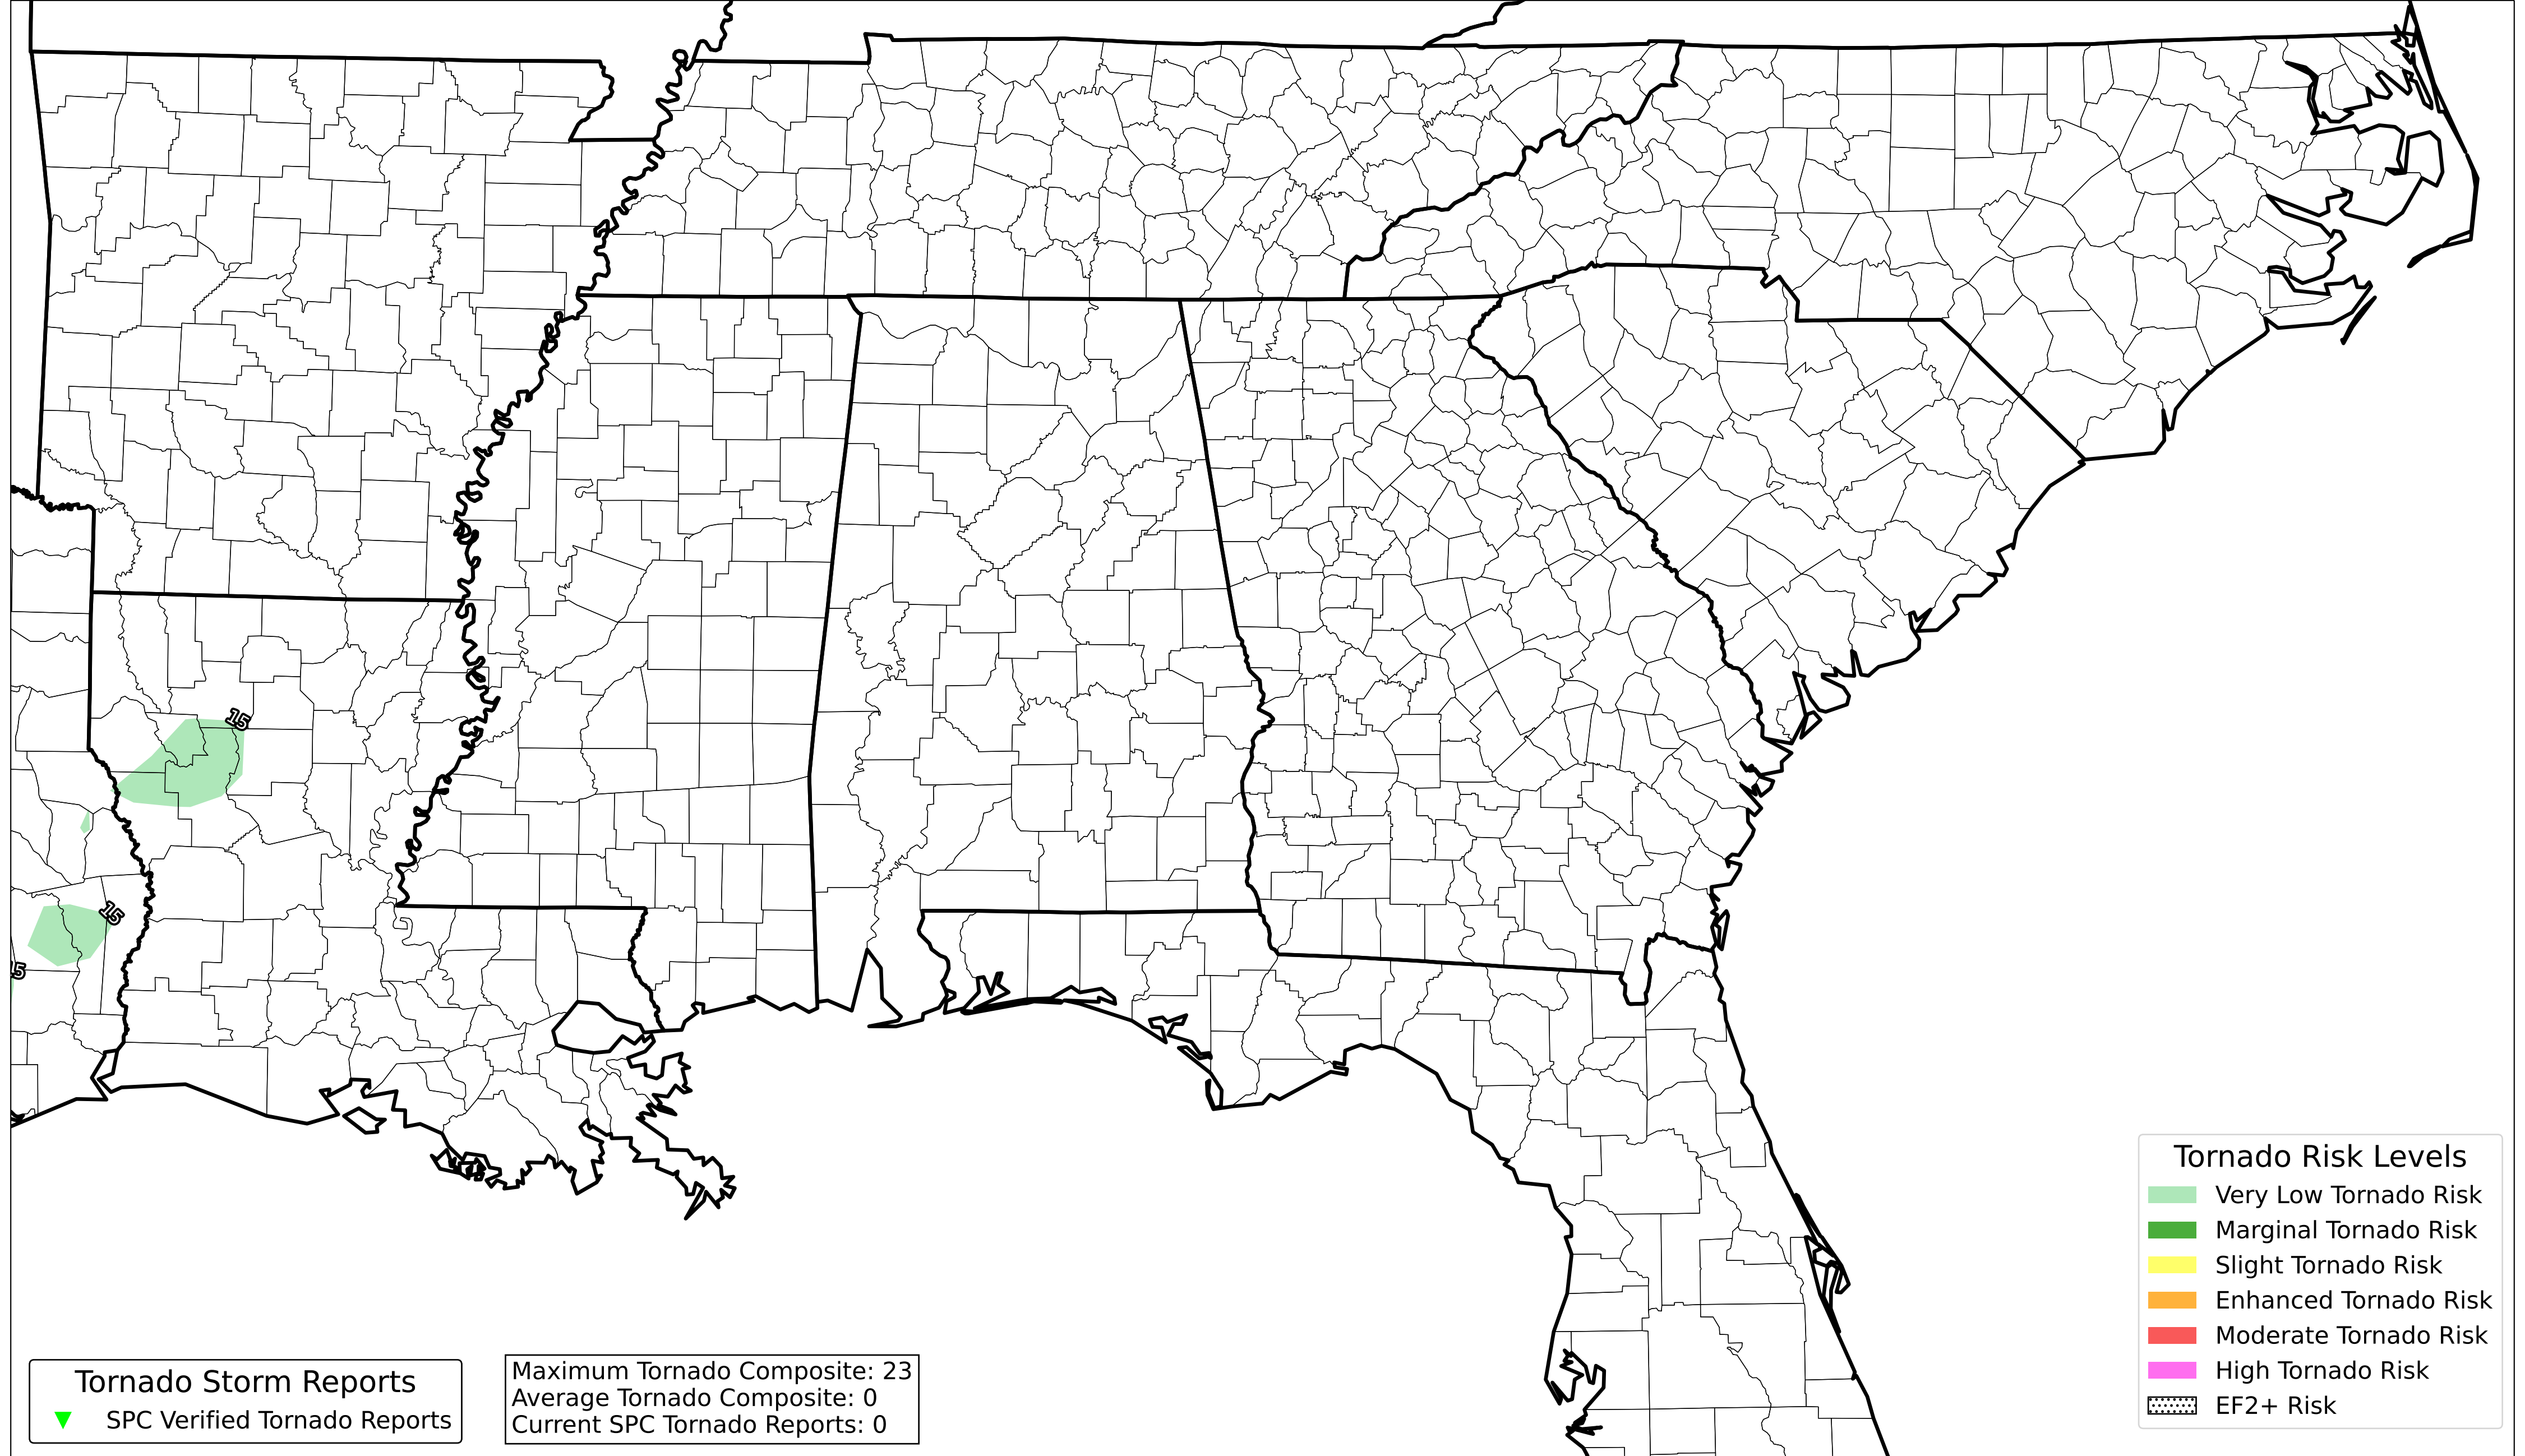 15
15
15
Tornado Risk Levels
Very Low Tornado Risk
Marginal Tornado Risk
Slight Tornado Risk
Enhanced Tornado Risk
Moderate Tornado Risk
High Tornado Risk
EF2+ Risk
Tornado Storm Reports
SPC Verified Tornado Reports
Maximum Tornado Composite: 23
Average Tornado Composite: 0
Current SPC Tornado Reports: 0